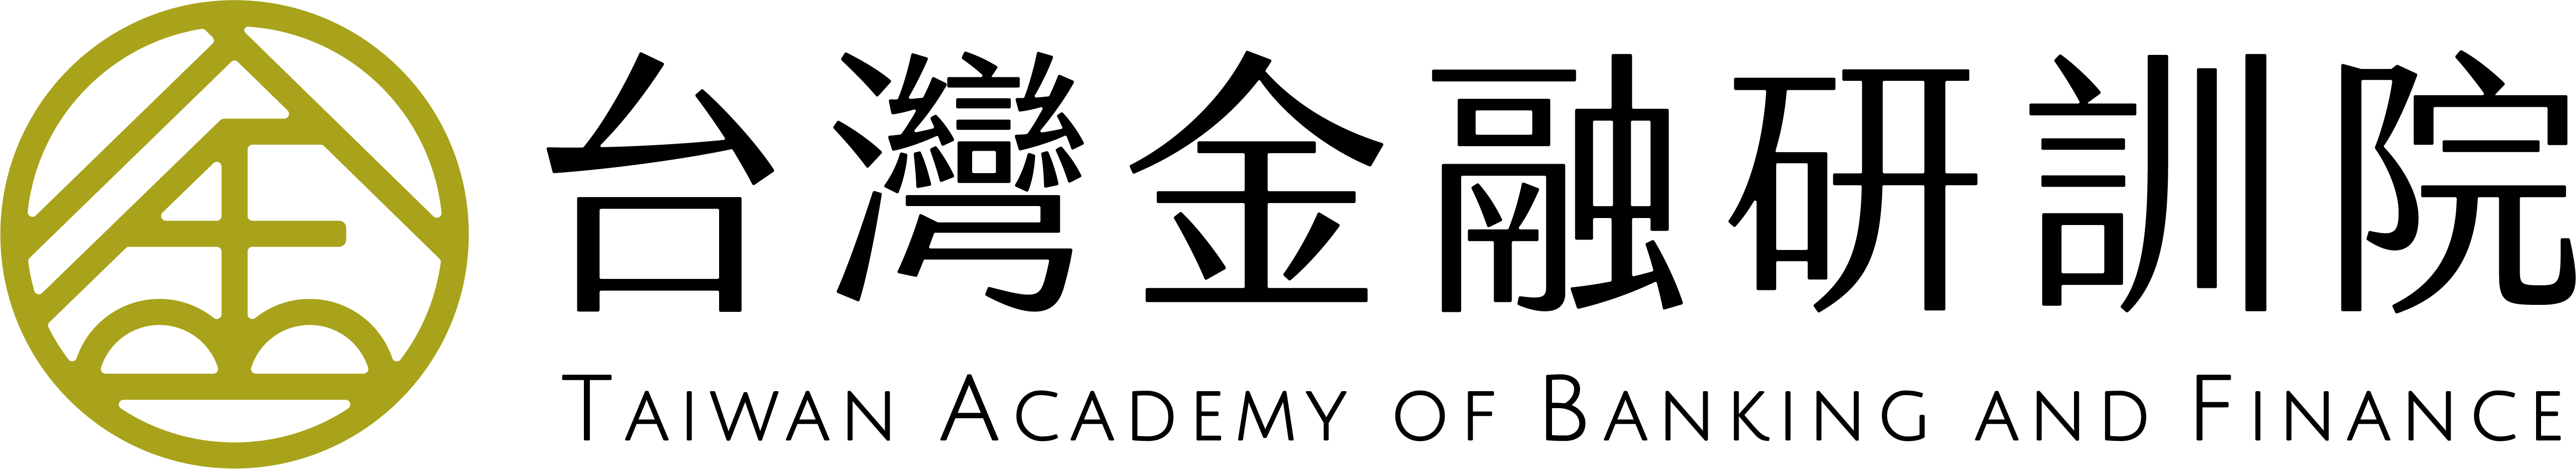 台灣金融研訓院
TAIWAN ACADEMY OF BANKING AND FINANCE